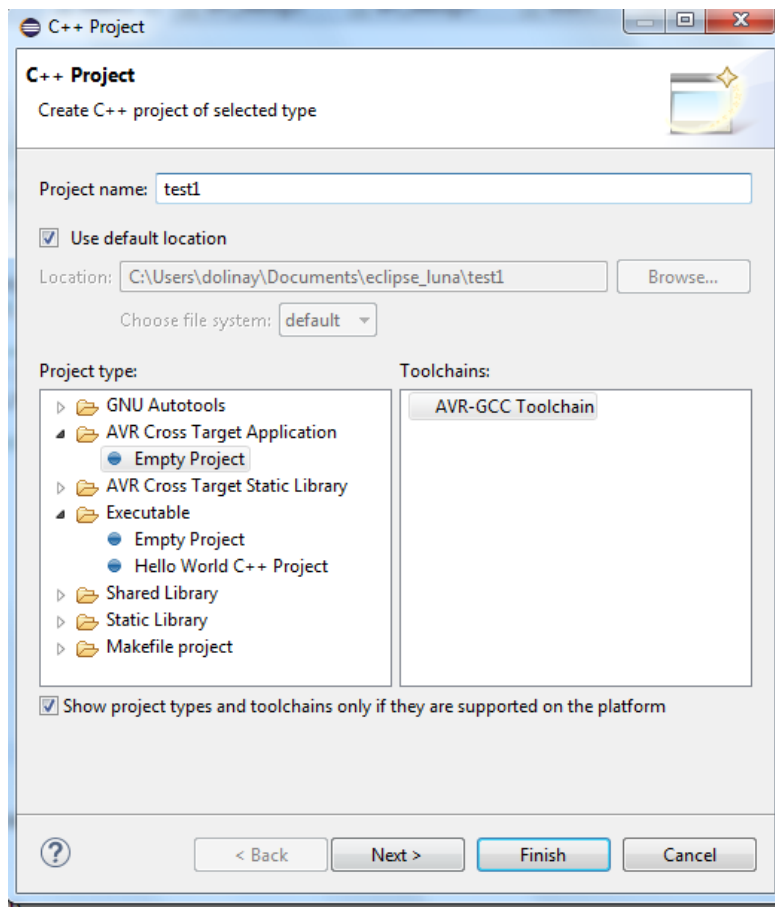 C++ Project
C++ Project
Create C++ project of selected type
Project name: test1
Use default location
Location: C:\Users\dolinay\Documents\eclipse_luna\test1 Browse...
Choose file system: default
Project type: Toolchains:
GNU Autotools AVR-GCC Toolchain
AVR Cross Target Application
Empty Project
AVR Cross Target Static Library
Executable
Empty Project
Hello World C++ Project
Shared Library
Static Library
Makefile project
Show project types and toolchains only if they are supported on the platform
? < Back Next > Finish Cancel